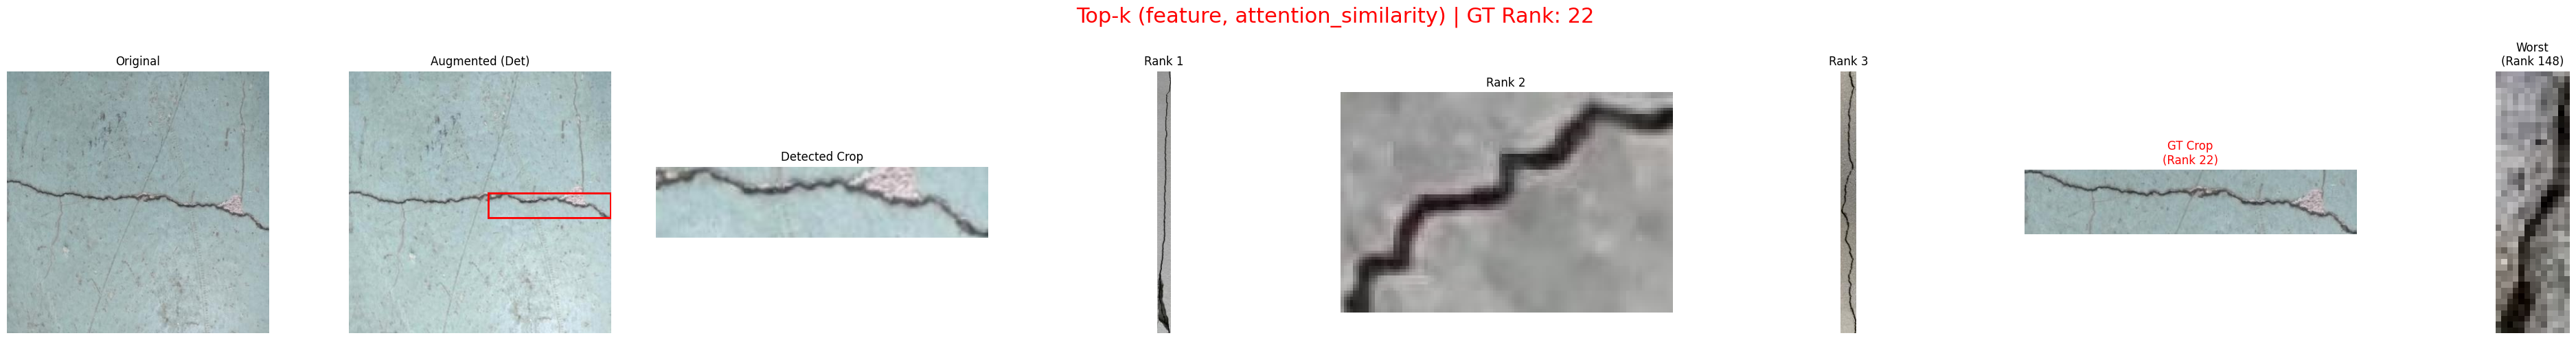 Top-k (feature, attention_similarity) | GT Rank: 22
Original
Augmented (Det)
Detected Crop
Rank 1
Rank 2
Rank 3
GT Crop
(Rank 22)
Worst
(Rank 148)